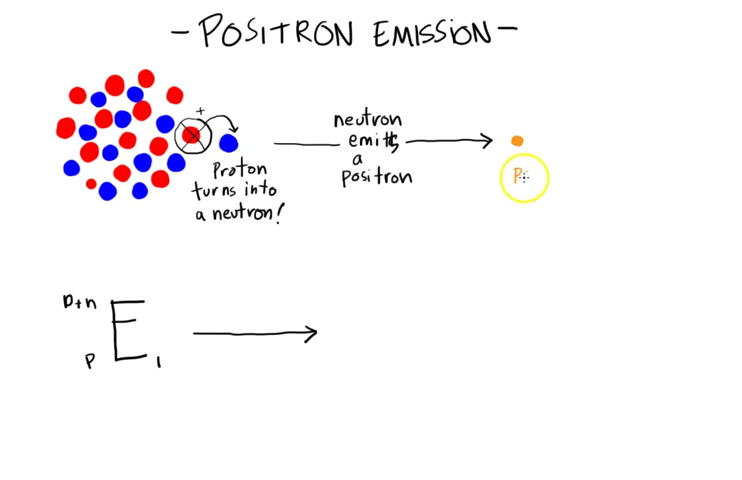 - POSITRON EMISSION -
+
Proton
turns into
a neutron!
neutron
emits
a
positron
P
p+n
E
p
1